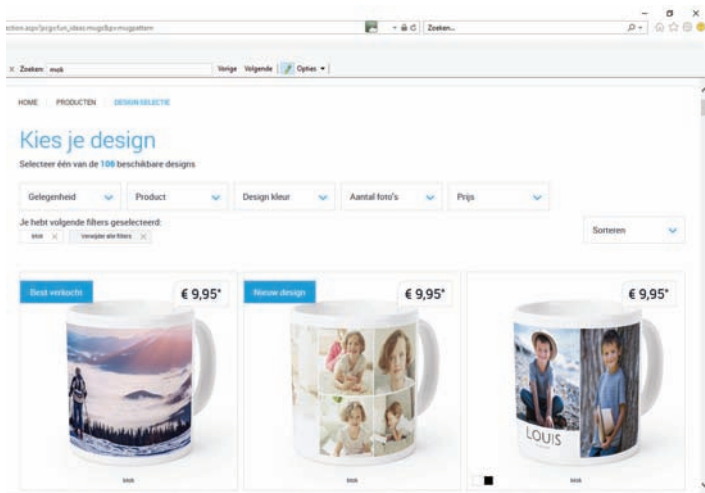 Zoeken...
× Zoeken: mok Vorige Volgende Opties
HOME PRODUCTEN DESIGN SELECTIE
Kies je design
Selecteer één van de 106 beschikbare designs
Gelegenheid Product Design kleur Aantal foto's Prijs
Je hebt volgende filters geselecteerd:
Verwijder alle filters
Sorteren
Best verkocht € 9,95* Nieuw design € 9,95* € 9,95*
LOUIS